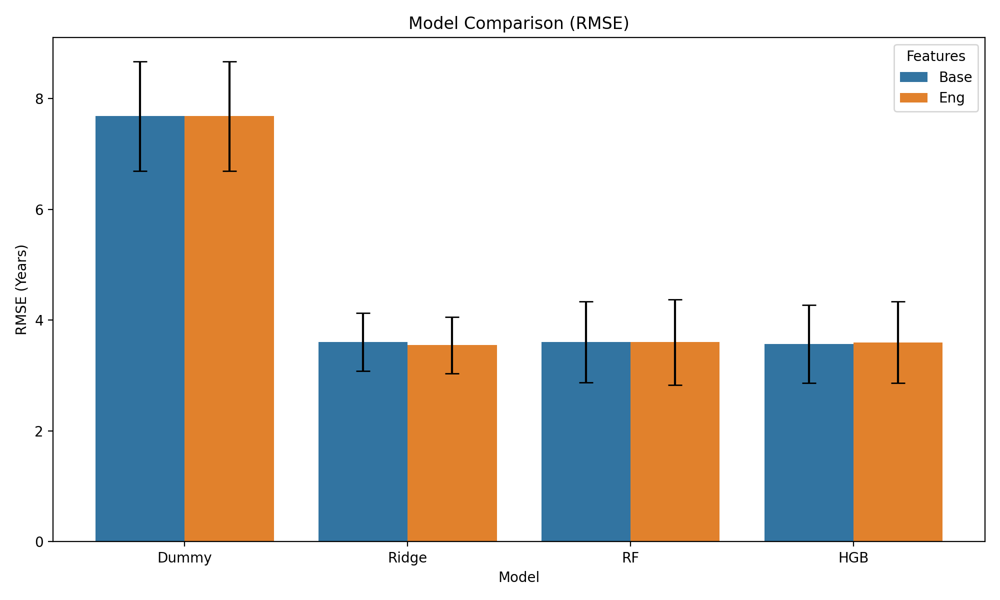 Model Comparison (RMSE)
Features
Base
Eng
RMSE (Years)
8
6
4
2
0
Dummy
Ridge
RF
HGB
Model